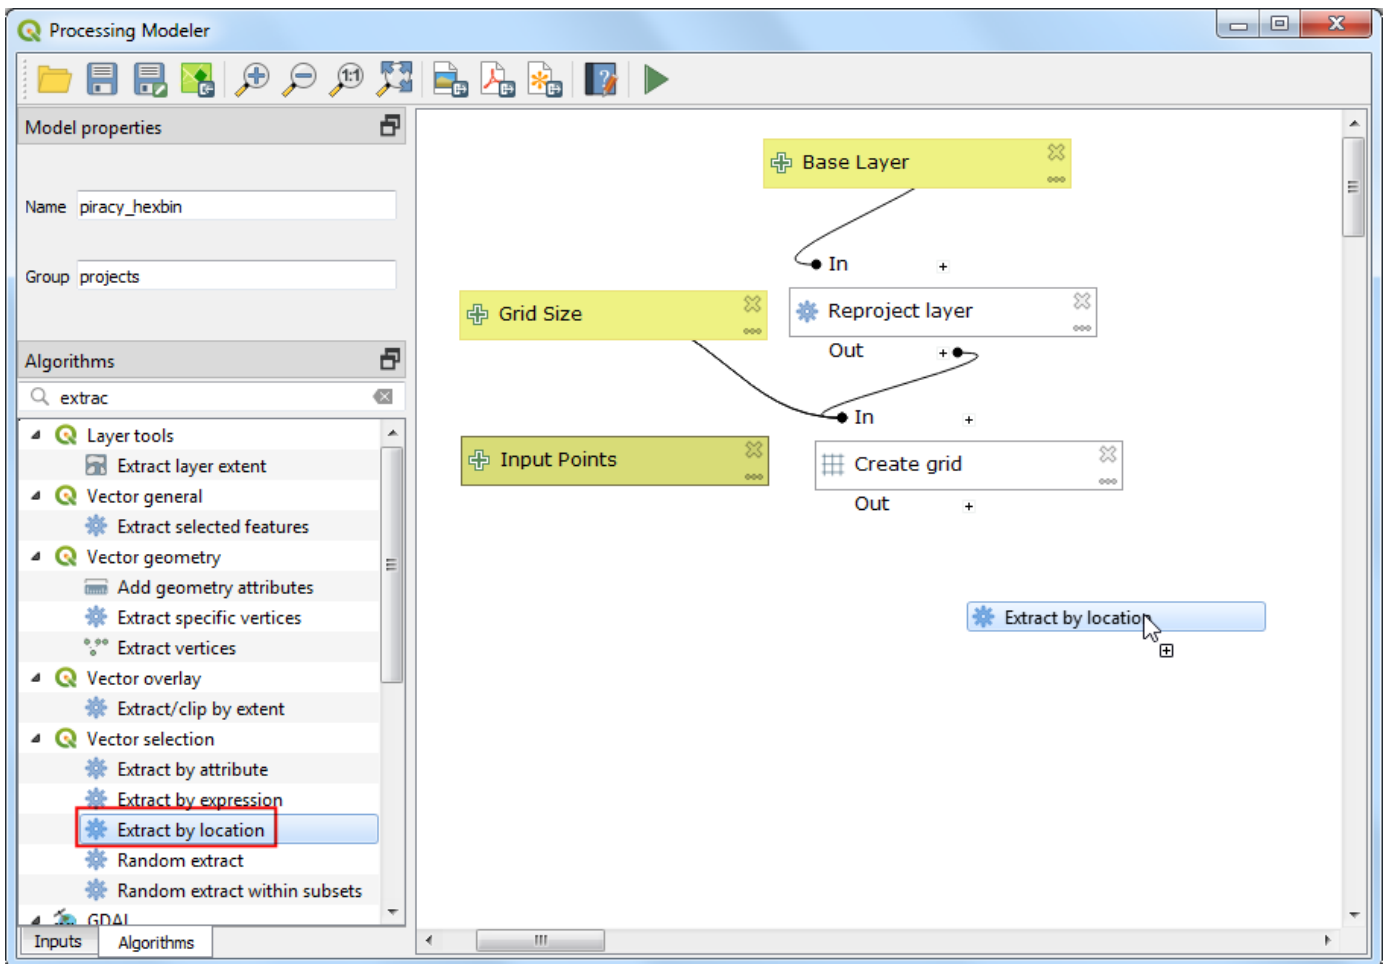 Processing Modeler
1:1
Model properties
Name piracy_hexbin
Group projects
Algorithms
extrac
Layer tools
Extract layer extent
Vector general
Extract selected features
Vector geometry
Add geometry attributes
Extract specific vertices
Extract vertices
Vector overlay
Extract/clip by extent
Vector selection
Extract by attribute
Extract by expression
Extract by location
Random extract
Random extract within subsets
GDAL
Inputs
Algorithms
Base Layer
In
Grid Size
Reproject layer
Out
In
Input Points
Create grid
Out
Extract by location